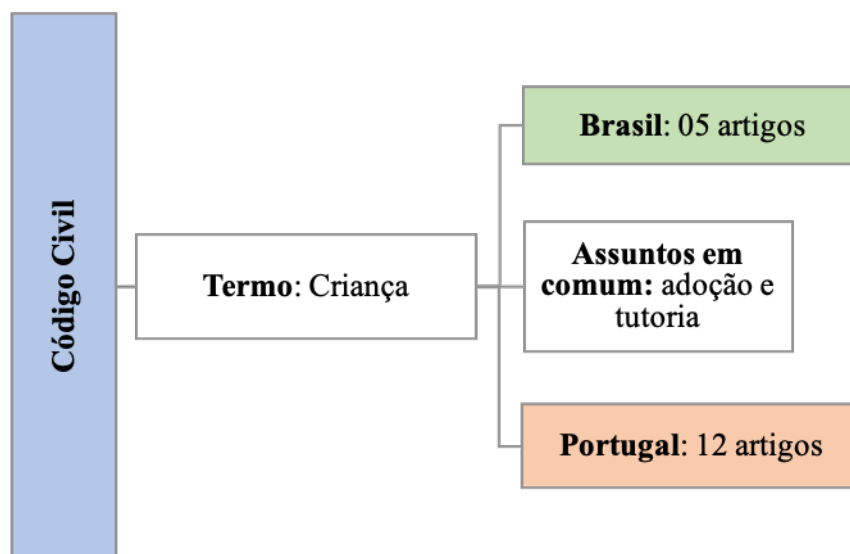 Código Civil
Termo: Criança
Brasil: 05 artigos
Assuntos em
comum: adoção e
tutoria
Portugal: 12 artigos